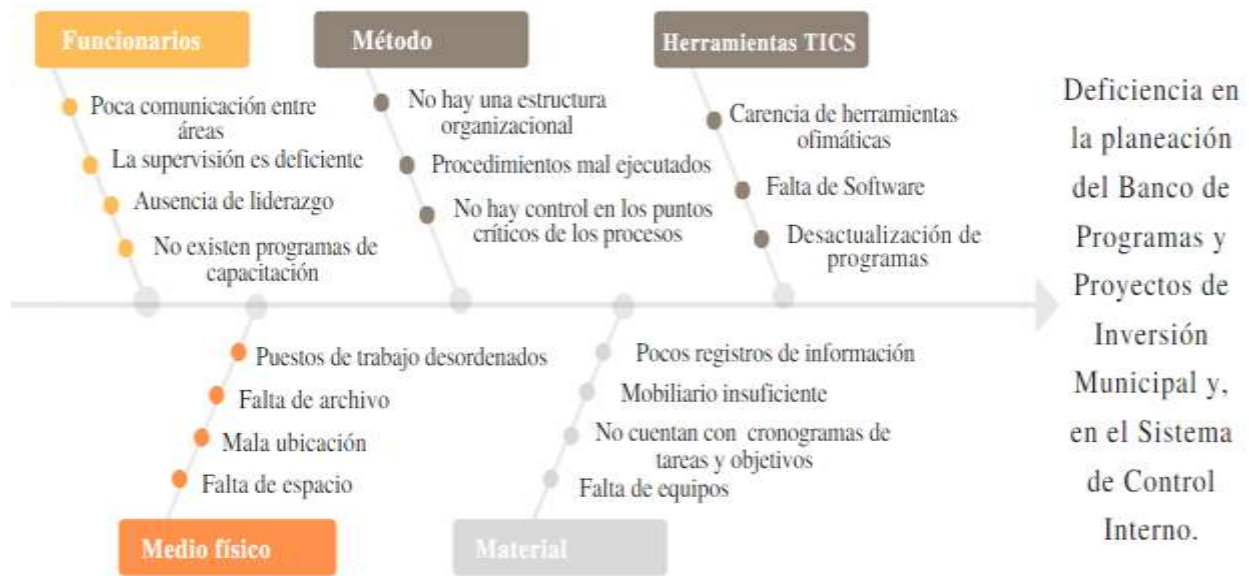 Funcionarios
Poca comunicación entre
áreas
La supervisión es deficiente
Ausencia de liderazgo
No existen programas de
capacitación
Método
No hay una estructura
organizacional
Procedimientos mal ejecutados
No hay control en los puntos
críticos de los procesos
Herramientas TICS
Carencia de herramientas
ofimáticas
Falta de Software
Desactualización de
programas
Puestos de trabajo desordenados
Falta de archivo
Mala ubicación
Falta de espacio
Medio físico
Pocos registros de información
Mobiliario insuficiente
No cuentan con cronogramas de
tareas y objetivos
Falta de equipos
Material
Deficiencia en
la planeación
del Banco de
Programas y
Proyectos de
Inversión
Municipal y,
en el Sistema
de Control
Interno.